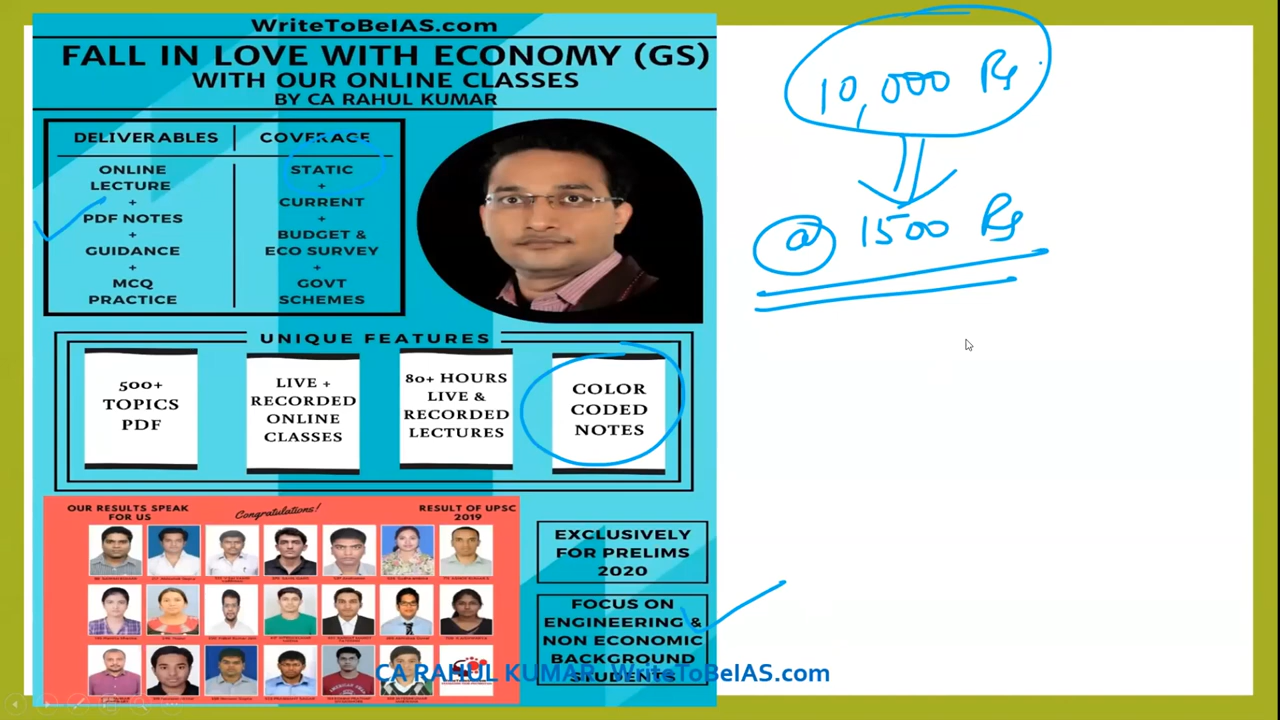 WriteToBeIAS.com
FALL IN LOVE WITH ECONOMY (GS)
WITH OUR ONLINE CLASSES
BY CA RAHUL KUMAR
DELIVERABLES
ONLINE
LECTURE
+
PDF NOTES
+
GUIDANCE
+
MCQ
PRACTICE
COVERAGE
STATIC
+
CURRENT
+
BUDGET &
ECO SURVEY
+
GOVT
SCHEMES
10,000 Rs
@ 1500 Rs
UNIQUE FEATURES
500+
TOPICS
PDF
LIVE +
RECORDED
ONLINE
CLASSES
80+ HOURS
LIVE &
RECORDED
LECTURES
COLOR
CODED
NOTES
OUR RESULTS SPEAK
FOR US
Congratulations!
RESULT OF UPSC
2019
EXCLUSIVELY
FOR PRELIMS
2020
FOCUS ON
ENGINEERING &
NON ECONOMIC
BACKGROUND
STUDENTS
CA RAHUL KUMAR WriteToBeIAS.com